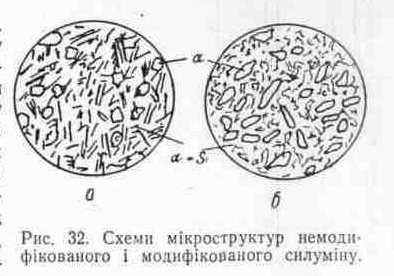 α
α + Si
а
б
Рис. 32. Схеми мікроструктур немоди-
фікованого і модифікованого силуміну.